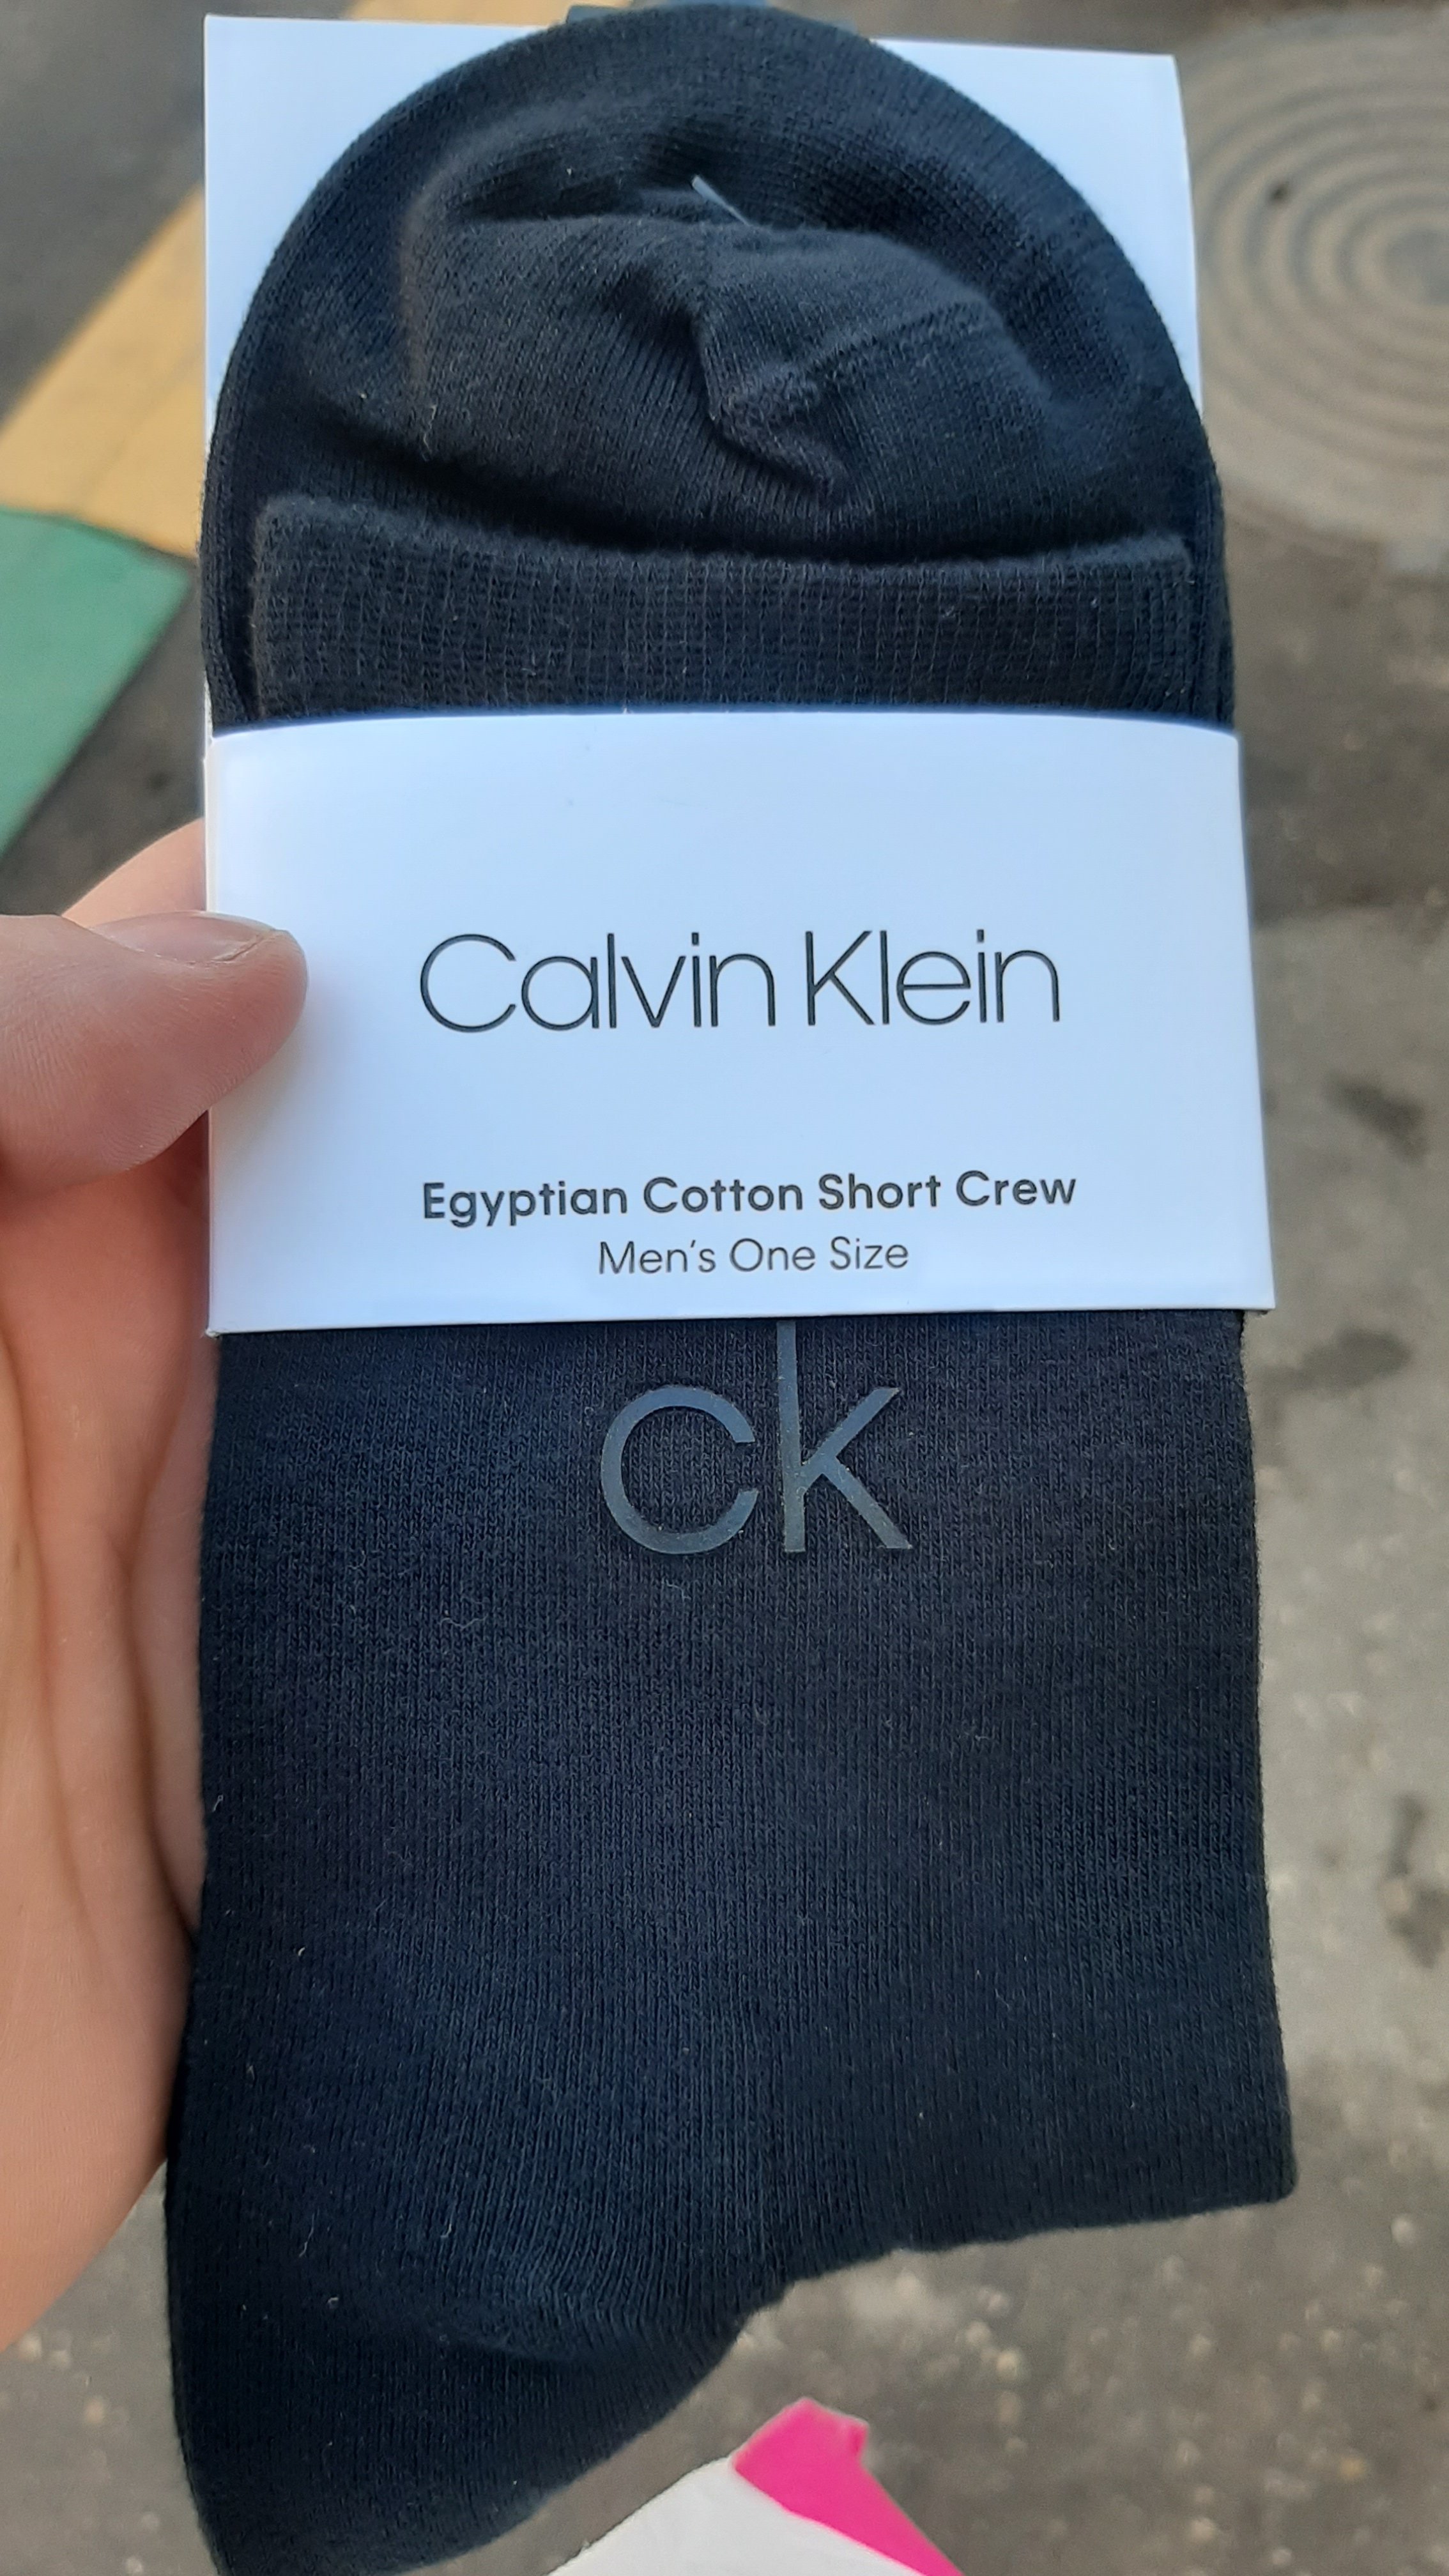 Calvin Klein
Egyptian Cotton Short Crew
Men's One Size
ck